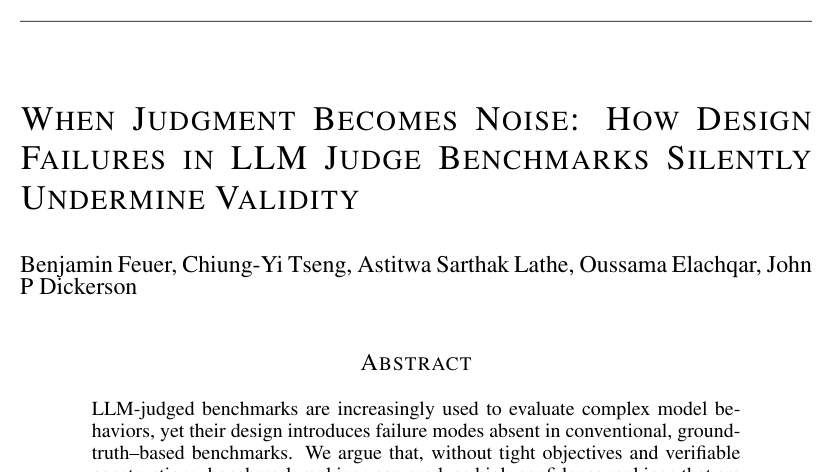 WHEN JUDGMENT BECOMES NOISE: HOW DESIGN
FAILURES IN LLM JUDGE BENCHMARKS SILENTLY
UNDERMINE VALIDITY
Benjamin Feuer, Chiung-Yi Tseng, Astitwa Sarthak Lathe, Oussama Elachqar, John
P Dickerson
ABSTRACT
LLM-judged benchmarks are increasingly used to evaluate complex model be-
haviors, yet their design introduces failure modes absent in conventional, ground-
truth–based benchmarks. We argue that, without tight objectives and verifiable